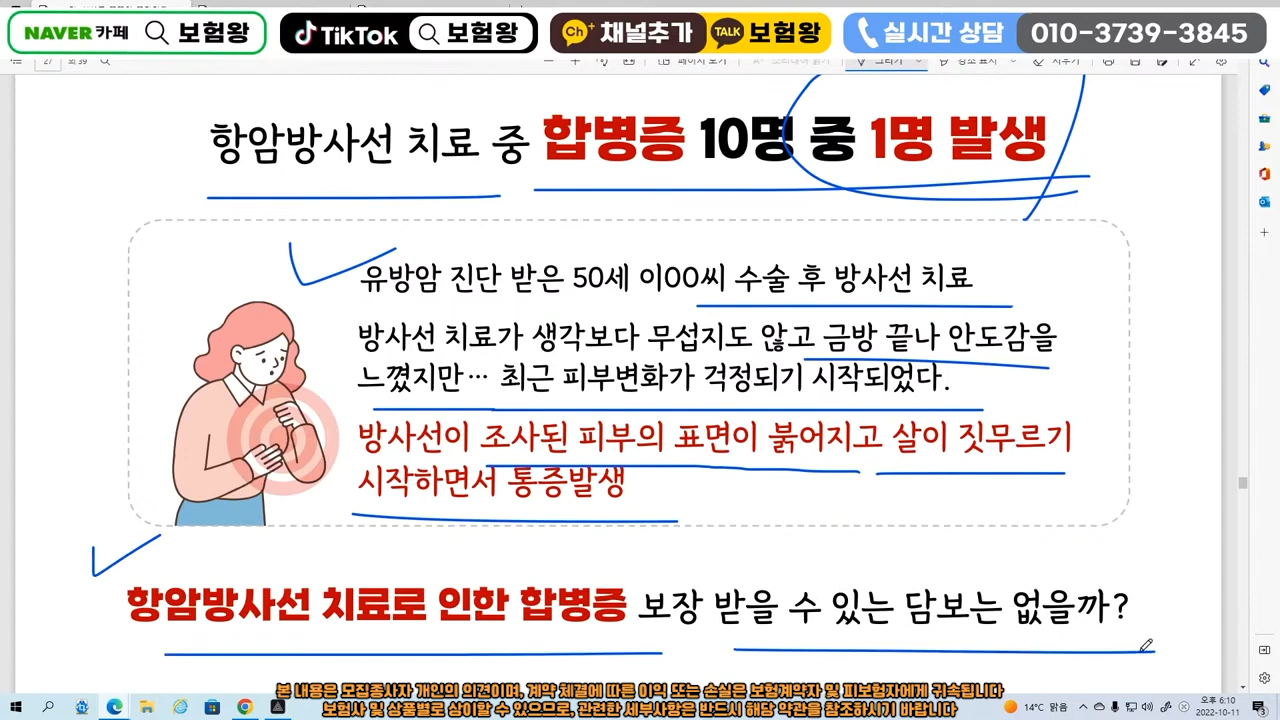 NAVER 카페 보험왕 TikTok 보험왕 Ch+ 채널추가 TALK 보험왕 실시간 상담 010-3739-3845
27
항암방사선 치료 중 합병증 10명 중 1명 발생
유방암 진단 받은 50세 이OO씨 수술 후 방사선 치료
방사선 치료가 생각보다 무섭지도 않고 금방 끝나 안도감을
느꼈지만… 최근 피부변화가 걱정되기 시작되었다.
방사선이 조사된 피부의 표면이 붉어지고 살이 짓무르기
시작하면서 통증발생
항암방사선 치료로 인한 합병증 보장 받을 수 있는 담보는 없을까?
본 내용은 모집종사자 개인의 의견이며, 계약 체결에 따른 이익 또는 손실은 보험계약자 및 피보험자에게 귀속됩니다
보험사 및 상품별로 상이할 수 있으므로, 관련한 세부사항은 반드시 해당 약관을 참조하시기 바랍니다
14°C 맑음
오후 6:10
2022-10-11